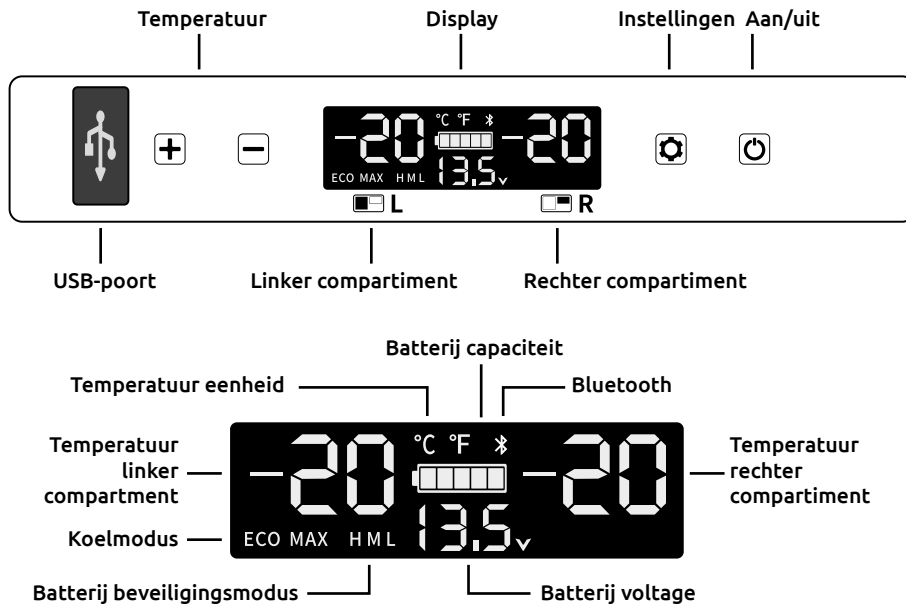 Temperatuur Display Instellingen Aan/uit
-20 °C °F -20
ECO MAX H M L 13.5 v
L R
USB-poort Linker compartiment Rechter compartiment
Batterij capaciteit
Temperatuur eenheid Bluetooth
Temperatuur
linker
compartment
-20 °C °F -20
Temperatuur
rechter
compartiment
Koelmodus ECO MAX H M L 13.5 v
Batterij beveiligingsmodus Batterij voltage